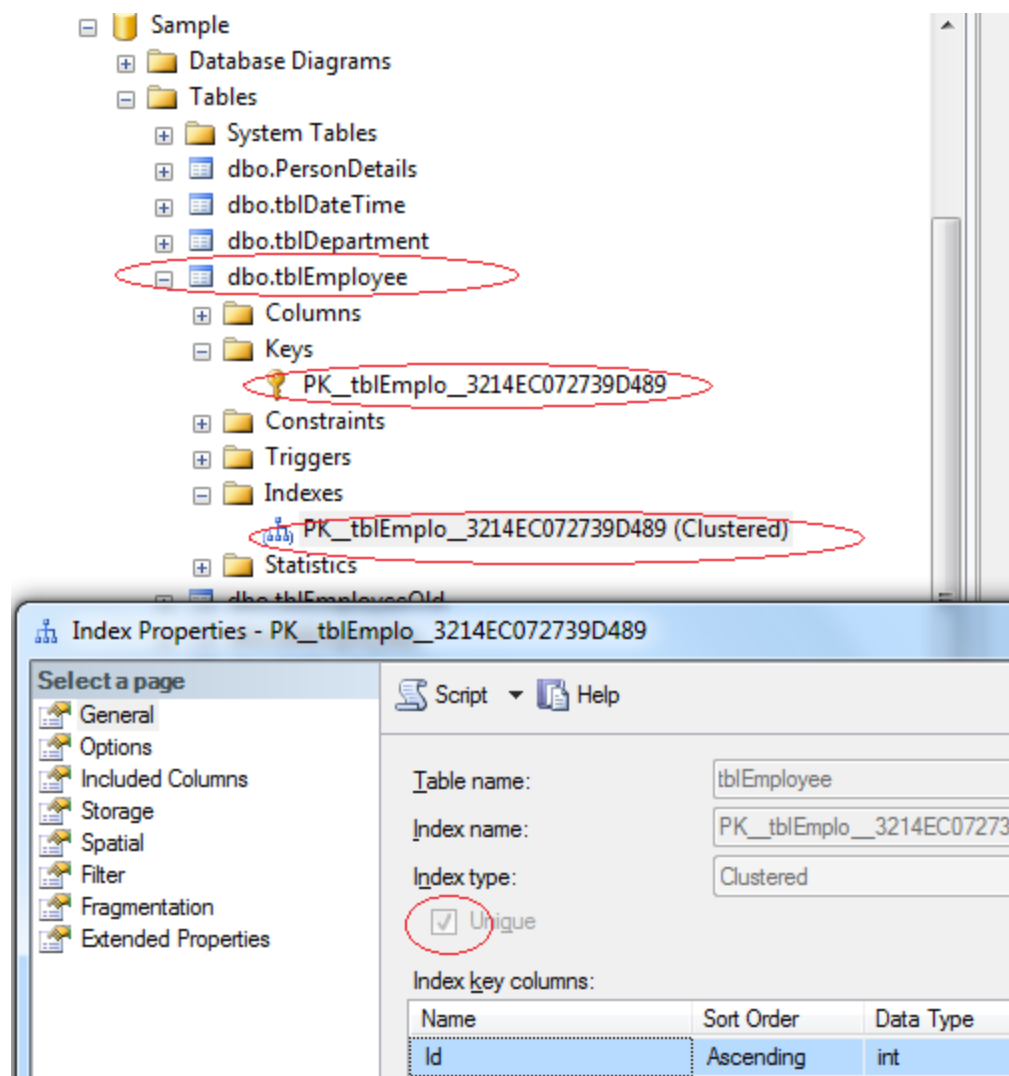 Sample
Database Diagrams
Tables
System Tables
dbo.PersonDetails
dbo.tblDateTime
dbo.tblDepartment
dbo.tblEmployee
Columns
Keys
PK__tblEmplo__3214EC072739D489
Constraints
Triggers
Indexes
PK__tblEmplo__3214EC072739D489 (Clustered)
Statistics
dbo.tblEmployeeOld
Index Properties - PK__tblEmplo__3214EC072739D489
Select a page
General
Options
Included Columns
Storage
Spatial
Filter
Fragmentation
Extended Properties
Script Help
Table name: tblEmployee
Index name: PK__tblEmplo__3214EC07273
Index type: Clustered
Unique
Index key columns:
Name Sort Order Data Type
Id Ascending int